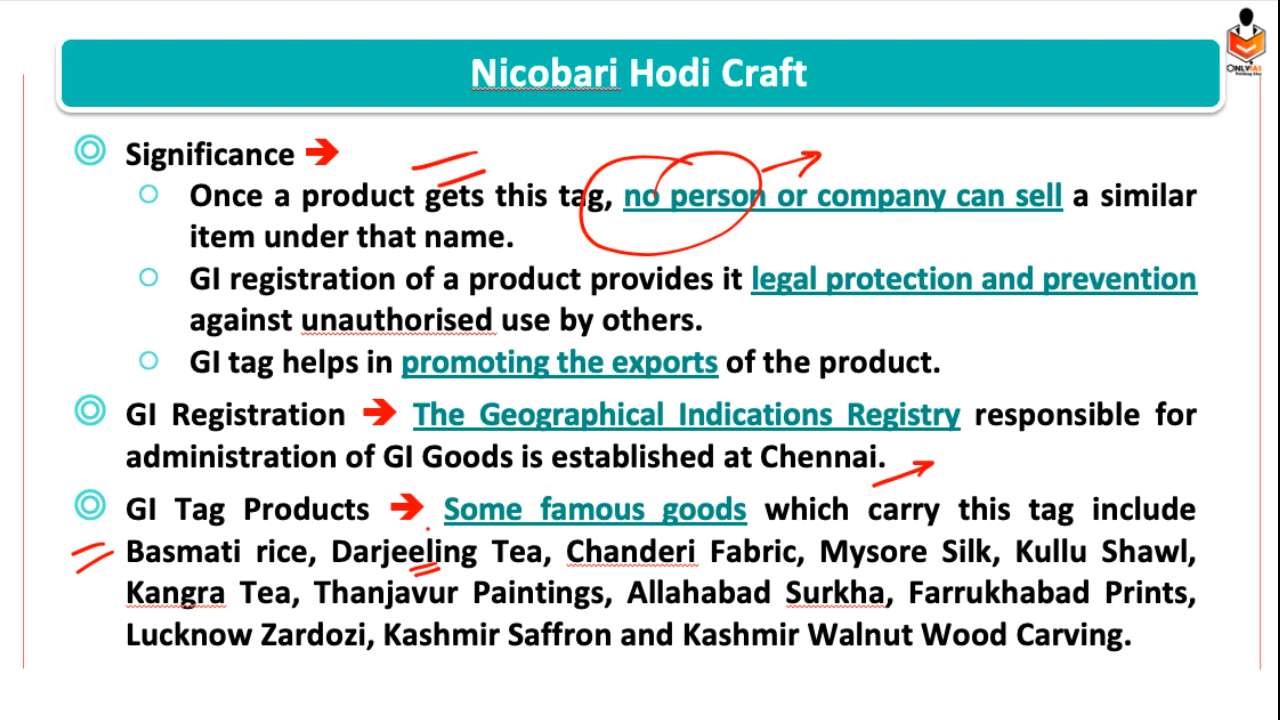 Nicobari Hodi Craft
ONLYIAS
Significance ➔
Once a product gets this tag, no person or company can sell a similar
item under that name.
GI registration of a product provides it legal protection and prevention
against unauthorised use by others.
GI tag helps in promoting the exports of the product.
GI Registration ➔ The Geographical Indications Registry responsible for
administration of GI Goods is established at Chennai.
GI Tag Products ➔ Some famous goods which carry this tag include
Basmati rice, Darjeeling Tea, Chanderi Fabric, Mysore Silk, Kullu Shawl,
Kangra Tea, Thanjavur Paintings, Allahabad Surkha, Farrukhabad Prints,
Lucknow Zardozi, Kashmir Saffron and Kashmir Walnut Wood Carving.